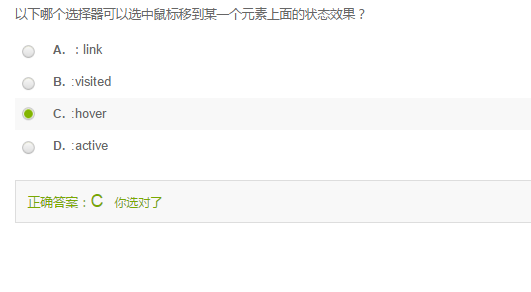 以下哪个选择器可以选中鼠标移到某一个元素上面的状态效果？
A. ：link
B. :visited
C. :hover
D. :active
正确答案：C 你选对了